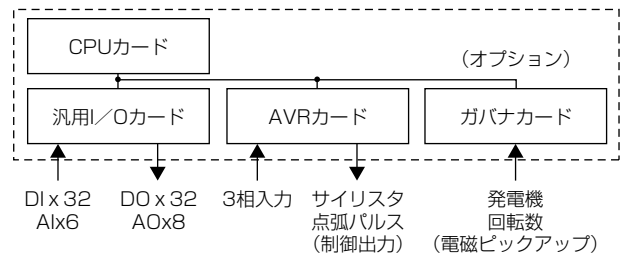 CPUカード
（オプション）
汎用I／Oカード
AVRカード
ガバナカード
DI x 32
AIx6
DO x 32
AOx8
3相入力
サイリスタ
点弧パルス
（制御出力）
発電機
回転数
（電磁ピックアップ）